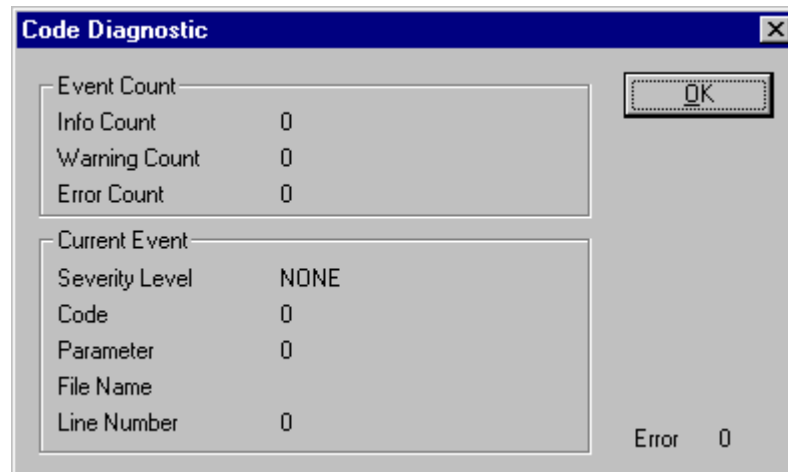 Code Diagnostic
Event Count
OK
Info Count 0
Warning Count 0
Error Count 0
Current Event
Severity Level NONE
Code 0
Parameter 0
File Name
Line Number 0
Error 0